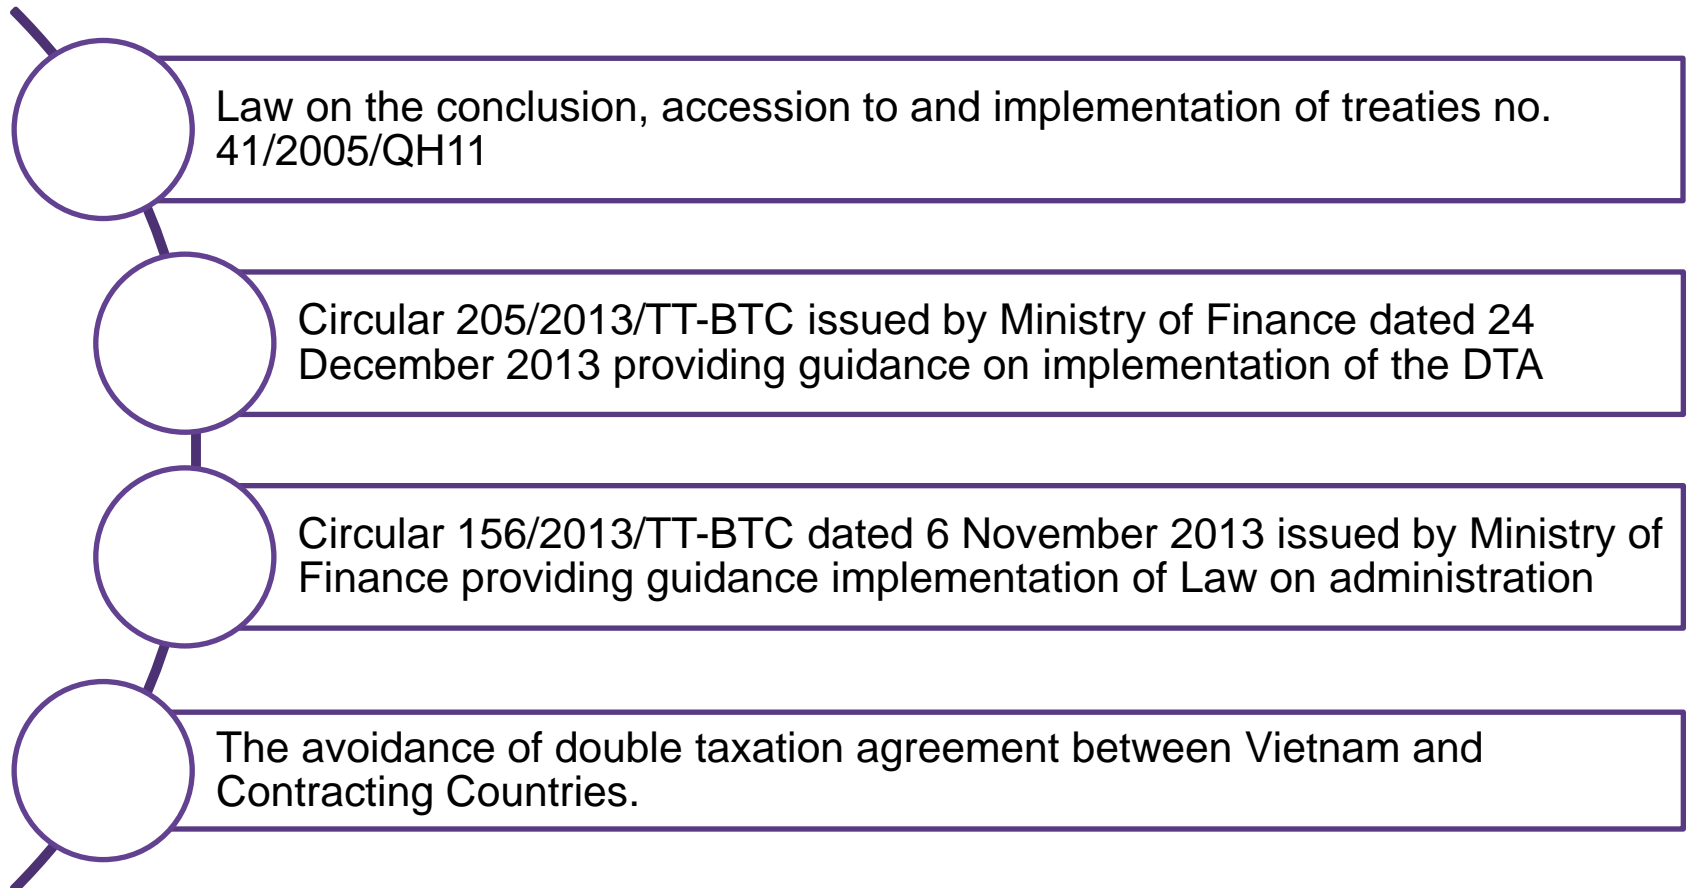 Law on the conclusion, accession to and implementation of treaties no.
41/2005/QH11
Circular 205/2013/TT-BTC issued by Ministry of Finance dated 24
December 2013 providing guidance on implementation of the DTA
Circular 156/2013/TT-BTC dated 6 November 2013 issued by Ministry of
Finance providing guidance implementation of Law on administration
The avoidance of double taxation agreement between Vietnam and
Contracting Countries.